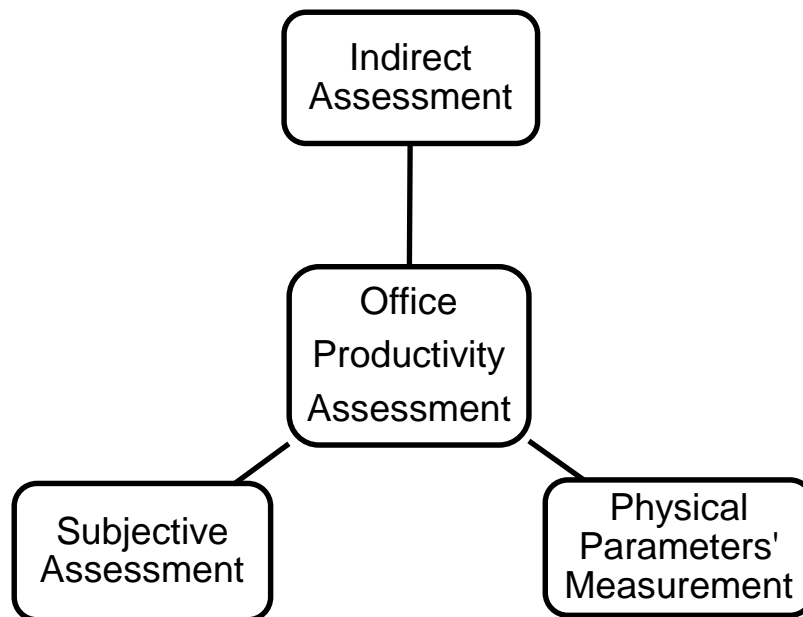 Indirect
Assessment
Office
Productivity
Assessment
Subjective
Assessment
Physical
Parameters'
Measurement